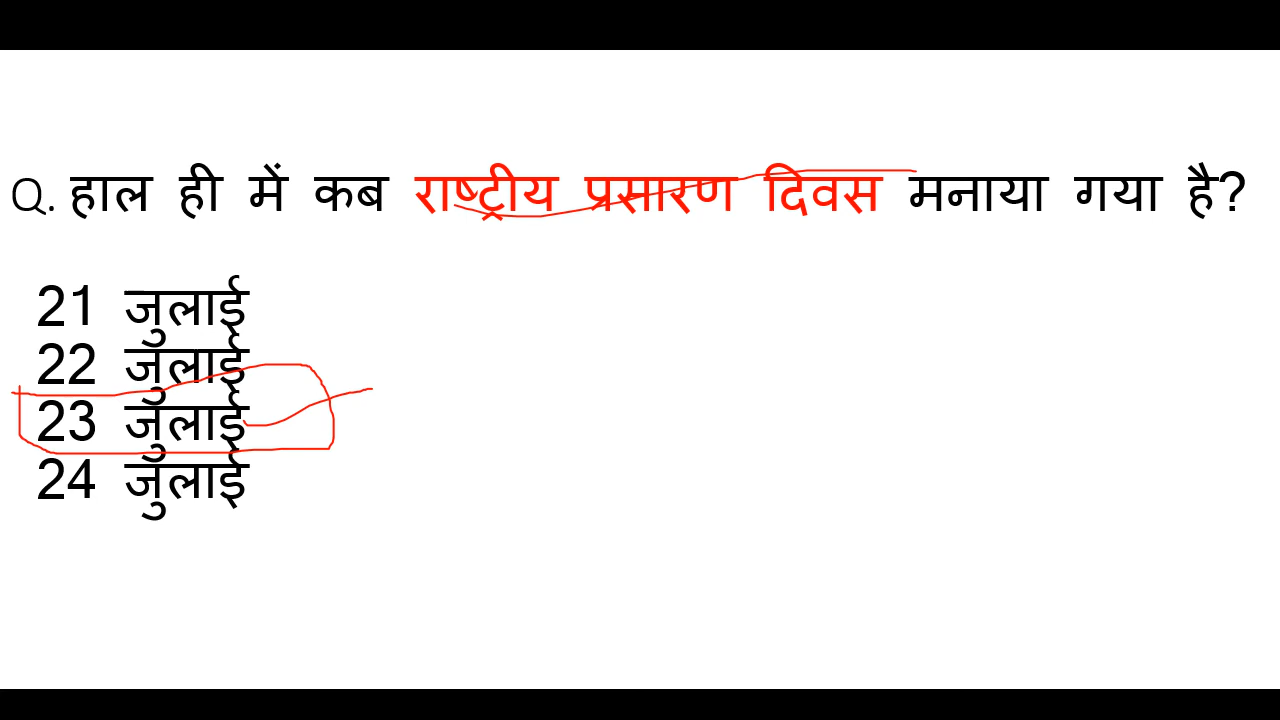 Q. हाल ही में कब राष्ट्रीय प्रसारण दिवस मनाया गया है?
21 जुलाई
22 जुलाई
23 जुलाई
24 जुलाई